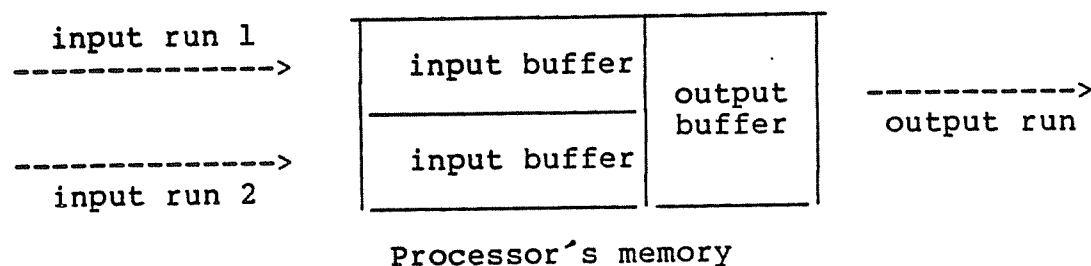 input run 1
input buffer
output
buffer
output run
input buffer
input run 2
Processor's memory